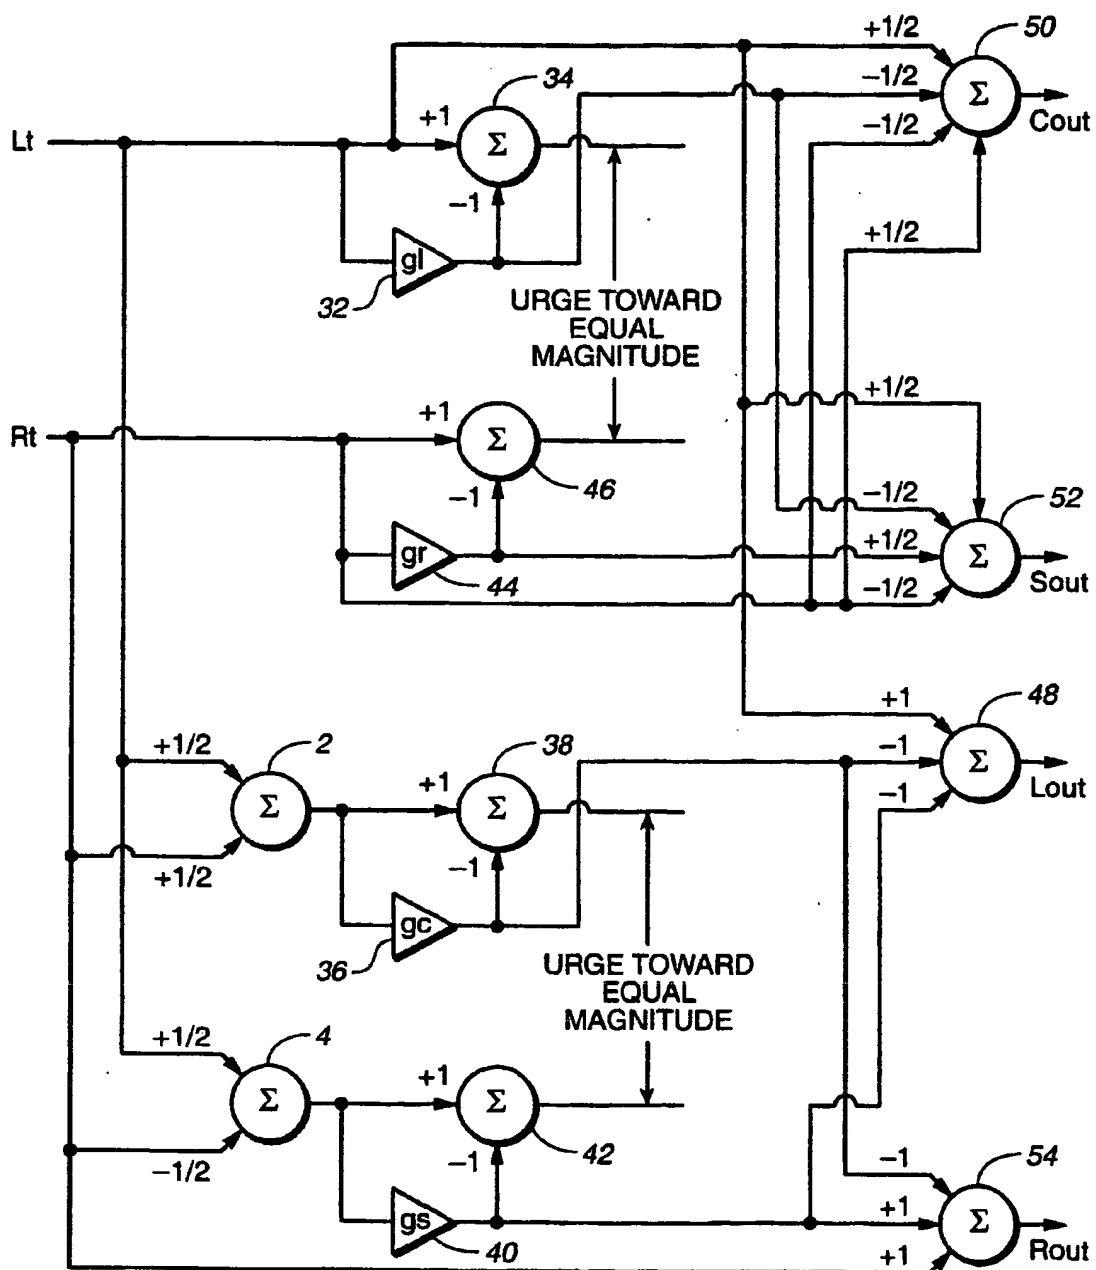 +1/2
50
34
−1/2
Σ
+1
Σ
Cout
Lt
−1/2
−1
+1/2
gl
32
URGE TOWARD
EQUAL
MAGNITUDE
+1/2
+1
Σ
Rt
46
−1/2
52
−1
gr
+1/2
Σ
44
−1/2
Sout
+1
48
+1/2
2
38
−1
Σ
Σ
+1
Σ
−1
Lout
+1/2
−1
gc
36
URGE TOWARD
EQUAL
MAGNITUDE
+1/2
4
Σ
+1
Σ
42
−1/2
−1
−1
54
gs
+1
Σ
40
+1
Rout